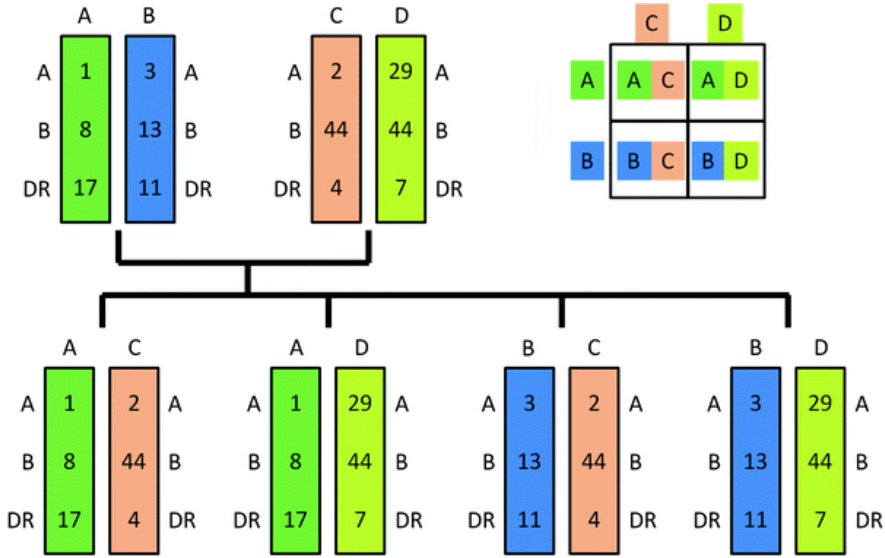 A B C D
A 1 3 A A 2 29 A
B 8 13 B B 44 44 B
DR 17 11 DR DR 4 7 DR
C D
A A C A D
B B C B D
A C A D B C B D
A 1 2 A A 1 29 A A 3 2 A A 3 29 A
B 8 44 B B 8 44 B B 13 44 B B 13 44 B
DR 17 4 DR DR 17 7 DR DR 11 4 DR DR 11 7 DR